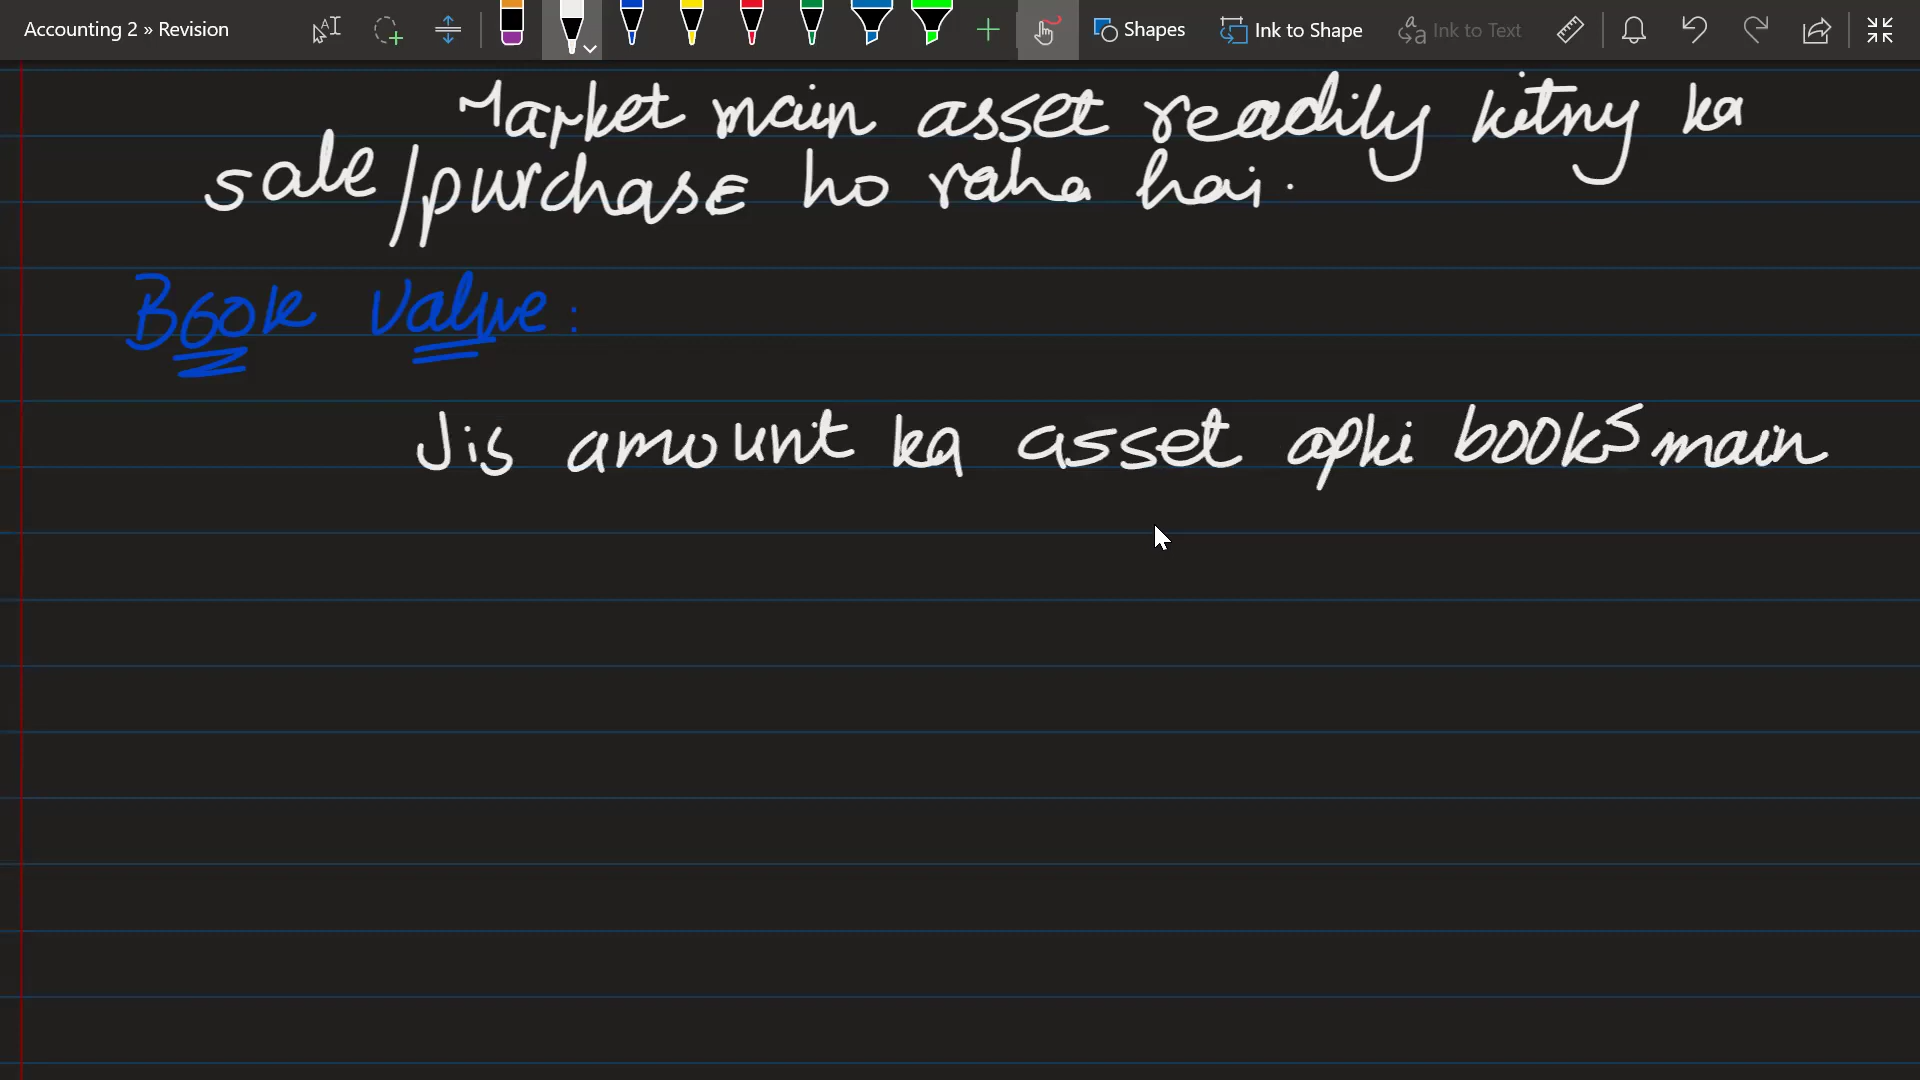 Accounting 2 » Revision
Shapes
Ink to Shape
Ink to Text
Market main asset readily kitny ka
sale/purchase ho raha hai.
Book value:
Jis amount ka asset apki books main